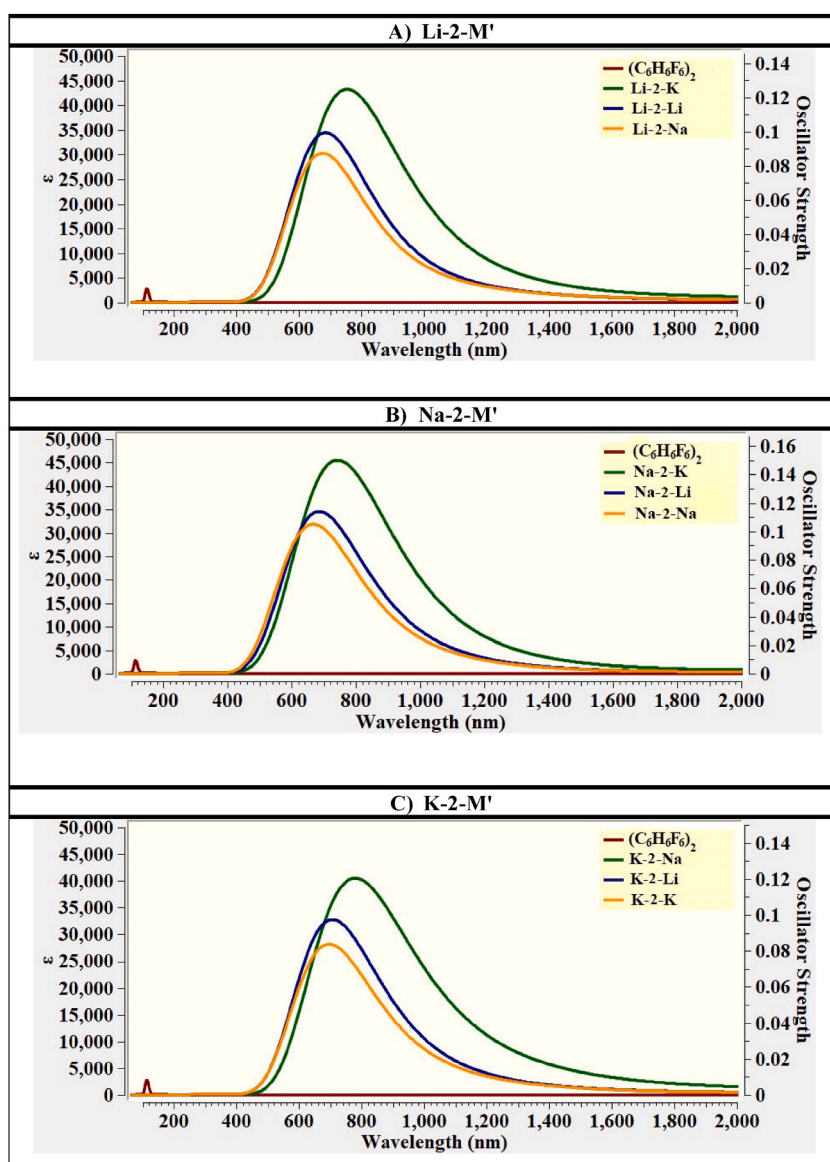 A) Li-2-M'
50,000
45,000
40,000
35,000
30,000
25,000
20,000
15,000
10,000
5,000
0
ε
(C₆H₆F₆)₂
Li-2-K
Li-2-Li
Li-2-Na
0.14
0.12
0.1
0.08
0.06
0.04
0.02
0
Oscillator Strength
200 400 600 800 1,000 1,200 1,400 1,600 1,800 2,000
Wavelength (nm)
B) Na-2-M'
50,000
45,000
40,000
35,000
30,000
25,000
20,000
15,000
10,000
5,000
0
ε
(C₆H₆F₆)₂
Na-2-K
Na-2-Li
Na-2-Na
0.16
0.14
0.12
0.1
0.08
0.06
0.04
0.02
0
Oscillator Strength
200 400 600 800 1,000 1,200 1,400 1,600 1,800 2,000
Wavelength (nm)
C) K-2-M'
50,000
45,000
40,000
35,000
30,000
25,000
20,000
15,000
10,000
5,000
0
ε
(C₆H₆F₆)₂
K-2-Na
K-2-Li
K-2-K
0.14
0.12
0.1
0.08
0.06
0.04
0.02
0
Oscillator Strength
200 400 600 800 1,000 1,200 1,400 1,600 1,800 2,000
Wavelength (nm)